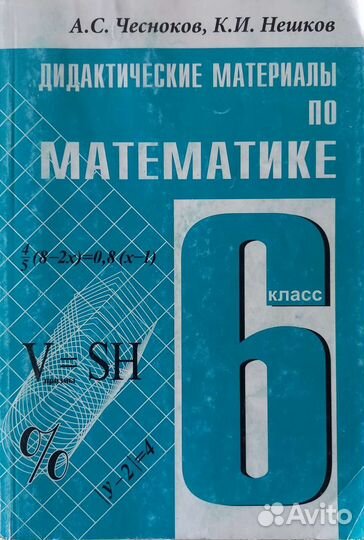 А.С. Чесноков, К.И. Нешков
ДИДАКТИЧЕСКИЕ МАТЕРИАЛЫ
ПО
МАТЕМАТИКЕ
4/5(8–2x)=0,8(x–1)
6
класс
V призмы=SH
%
|y–2|=4
Avito